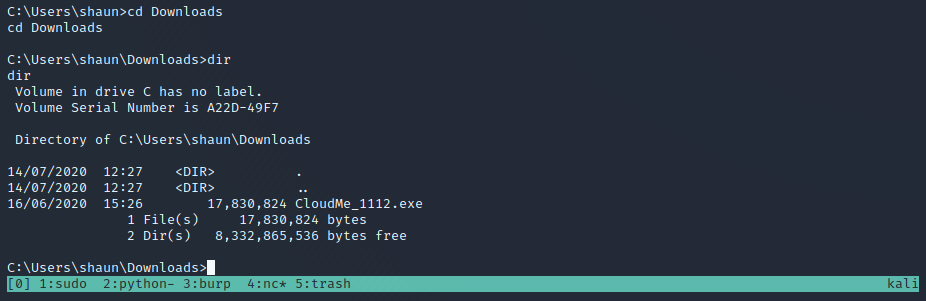 C:\Users\shaun>cd Downloads
cd Downloads
C:\Users\shaun\Downloads>dir
dir
 Volume in drive C has no label.
 Volume Serial Number is A22D-49F7
 Directory of C:\Users\shaun\Downloads
14/07/2020  12:27    <DIR>          .
14/07/2020  12:27    <DIR>          ..
16/06/2020  15:26        17,830,824 CloudMe_1112.exe
               1 File(s)     17,830,824 bytes
               2 Dir(s)   8,332,865,536 bytes free
C:\Users\shaun\Downloads>
[0] 1:sudo  2:python- 3:burp  4:nc* 5:trash kali